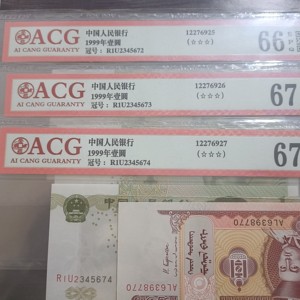 ACG
AI CANG GUARANTY
中国人民银行
1999年壹圆
冠号：R1U2345672
12276925
(☆☆☆)
66
ACG
AI CANG GUARANTY
中国人民银行
1999年壹圆
冠号：R1U2345673
12276926
(☆☆☆)
67
ACG
AI CANG GUARANTY
中国人民银行
1999年壹圆
冠号：R1U2345674
12276927
(☆☆☆)
67
R1U2345674
AL6398770
AL6398770